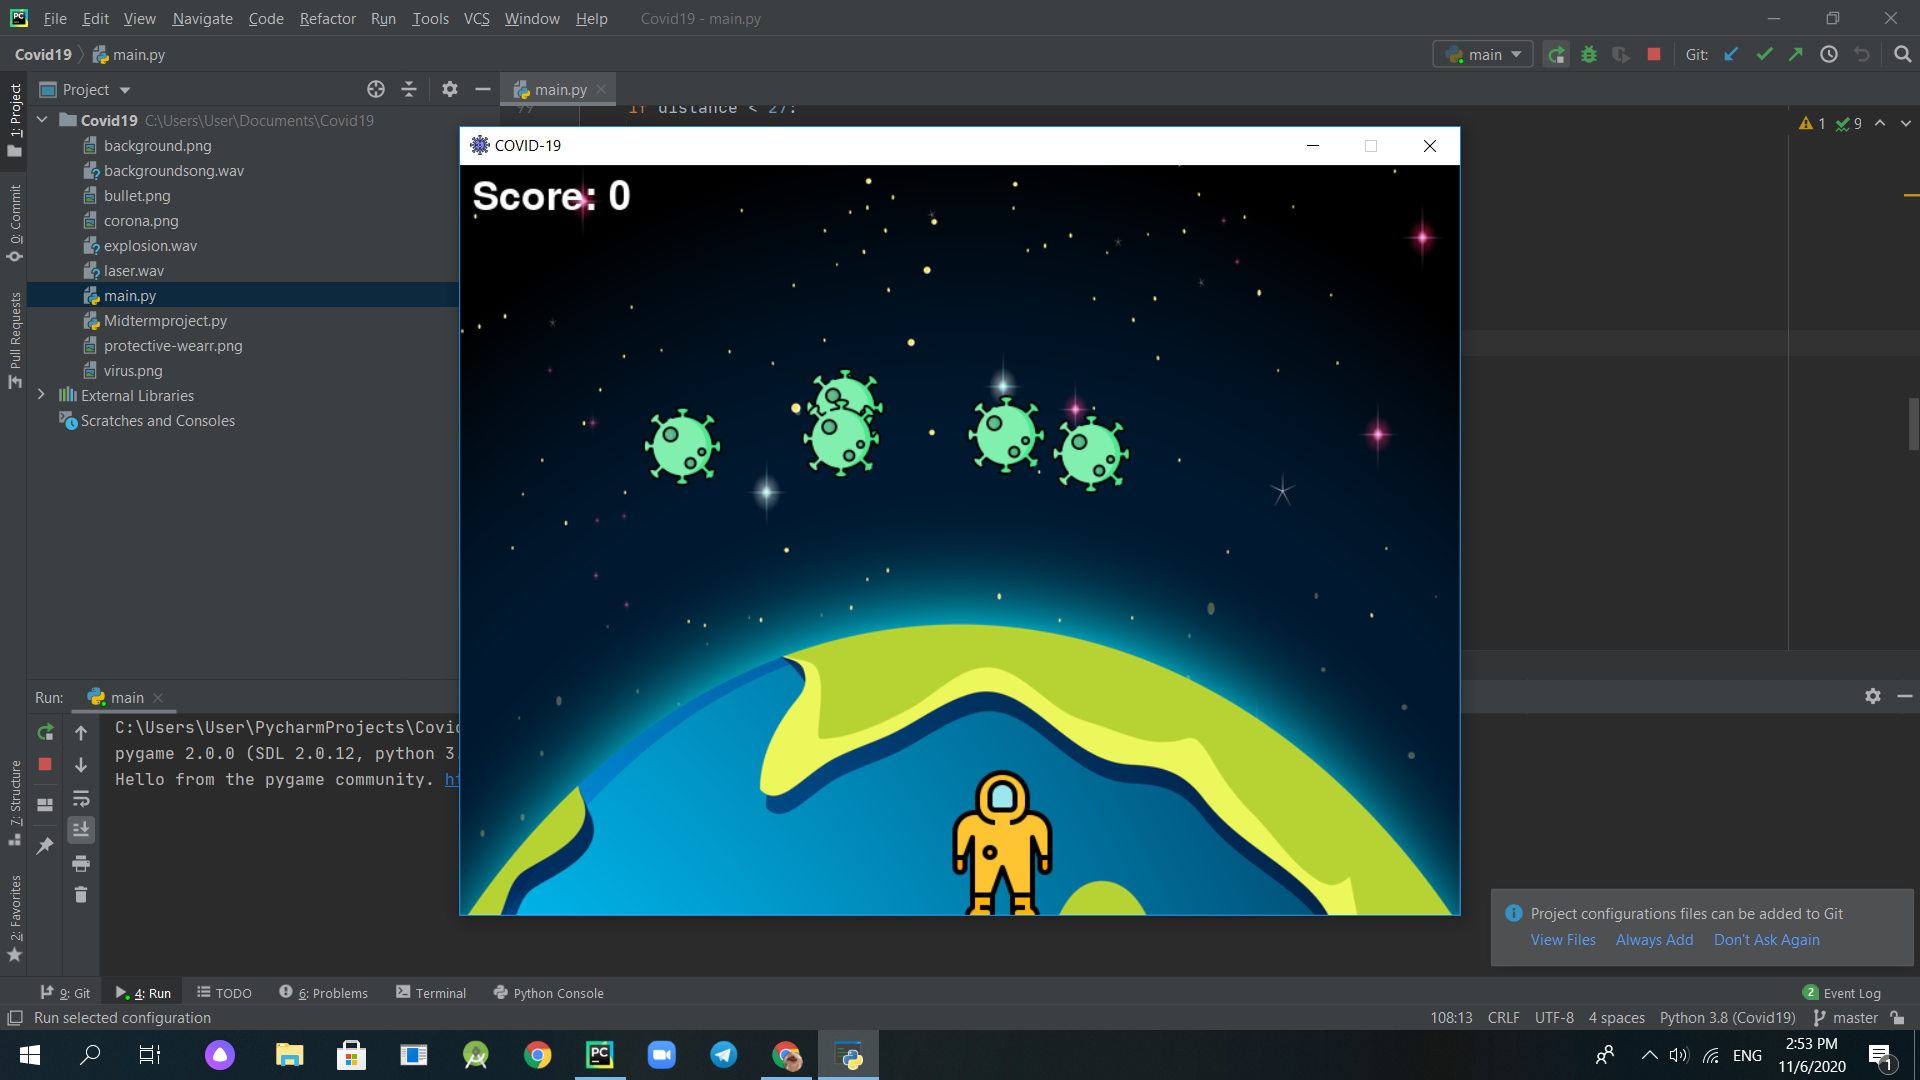 File Edit View Navigate Code Refactor Run Tools VCS Window Help Covid19 - main.py
Covid19 main.py main Git:
Project main.py
1: Project
0: Commit
Pull Requests
7: Structure
2: Favorites
Covid19 C:\Users\User\Documents\Covid19
background.png
backgroundsong.wav
bullet.png
corona.png
explosion.wav
laser.wav
main.py
Midtermproject.py
protective-wearr.png
virus.png
External Libraries
Scratches and Consoles
99 if distance < 27:
1 9
COVID-19
Score: 0
Run: main
C:\Users\User\PycharmProjects\Covi
pygame 2.0.0 (SDL 2.0.12, python 3.
Hello from the pygame community.
Project configurations files can be added to Git
View Files Always Add Don't Ask Again
9: Git 4: Run TODO 6: Problems Terminal Python Console 2 Event Log
Run selected configuration 108:13 CRLF UTF-8 4 spaces Python 3.8 (Covid19) master
PC ENG 2:53 PM
11/6/2020
1